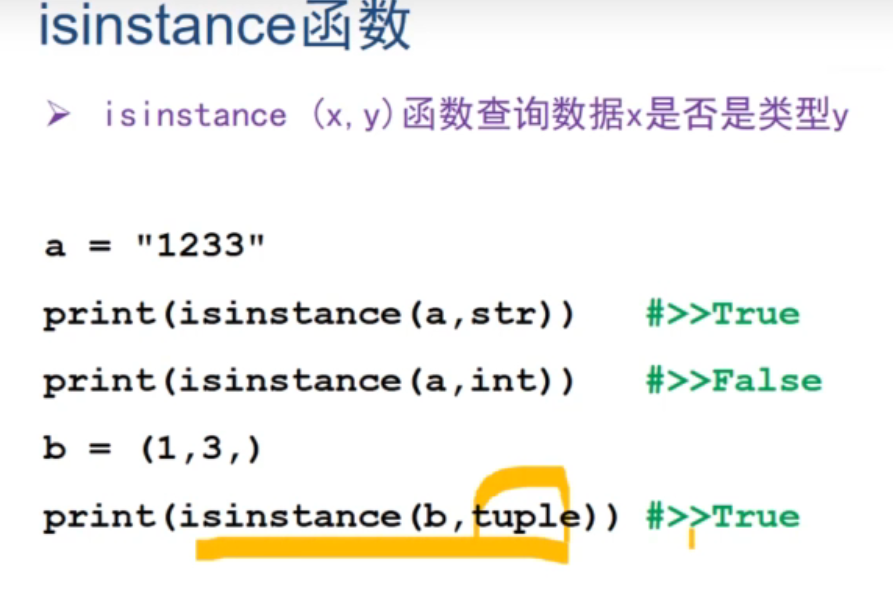 isinstance函数
➢ isinstance (x,y)函数查询数据x是否是类型y
a = "1233"
print(isinstance(a,str)) #>>True
print(isinstance(a,int)) #>>False
b = (1,3,)
print(isinstance(b,tuple)) #>>True